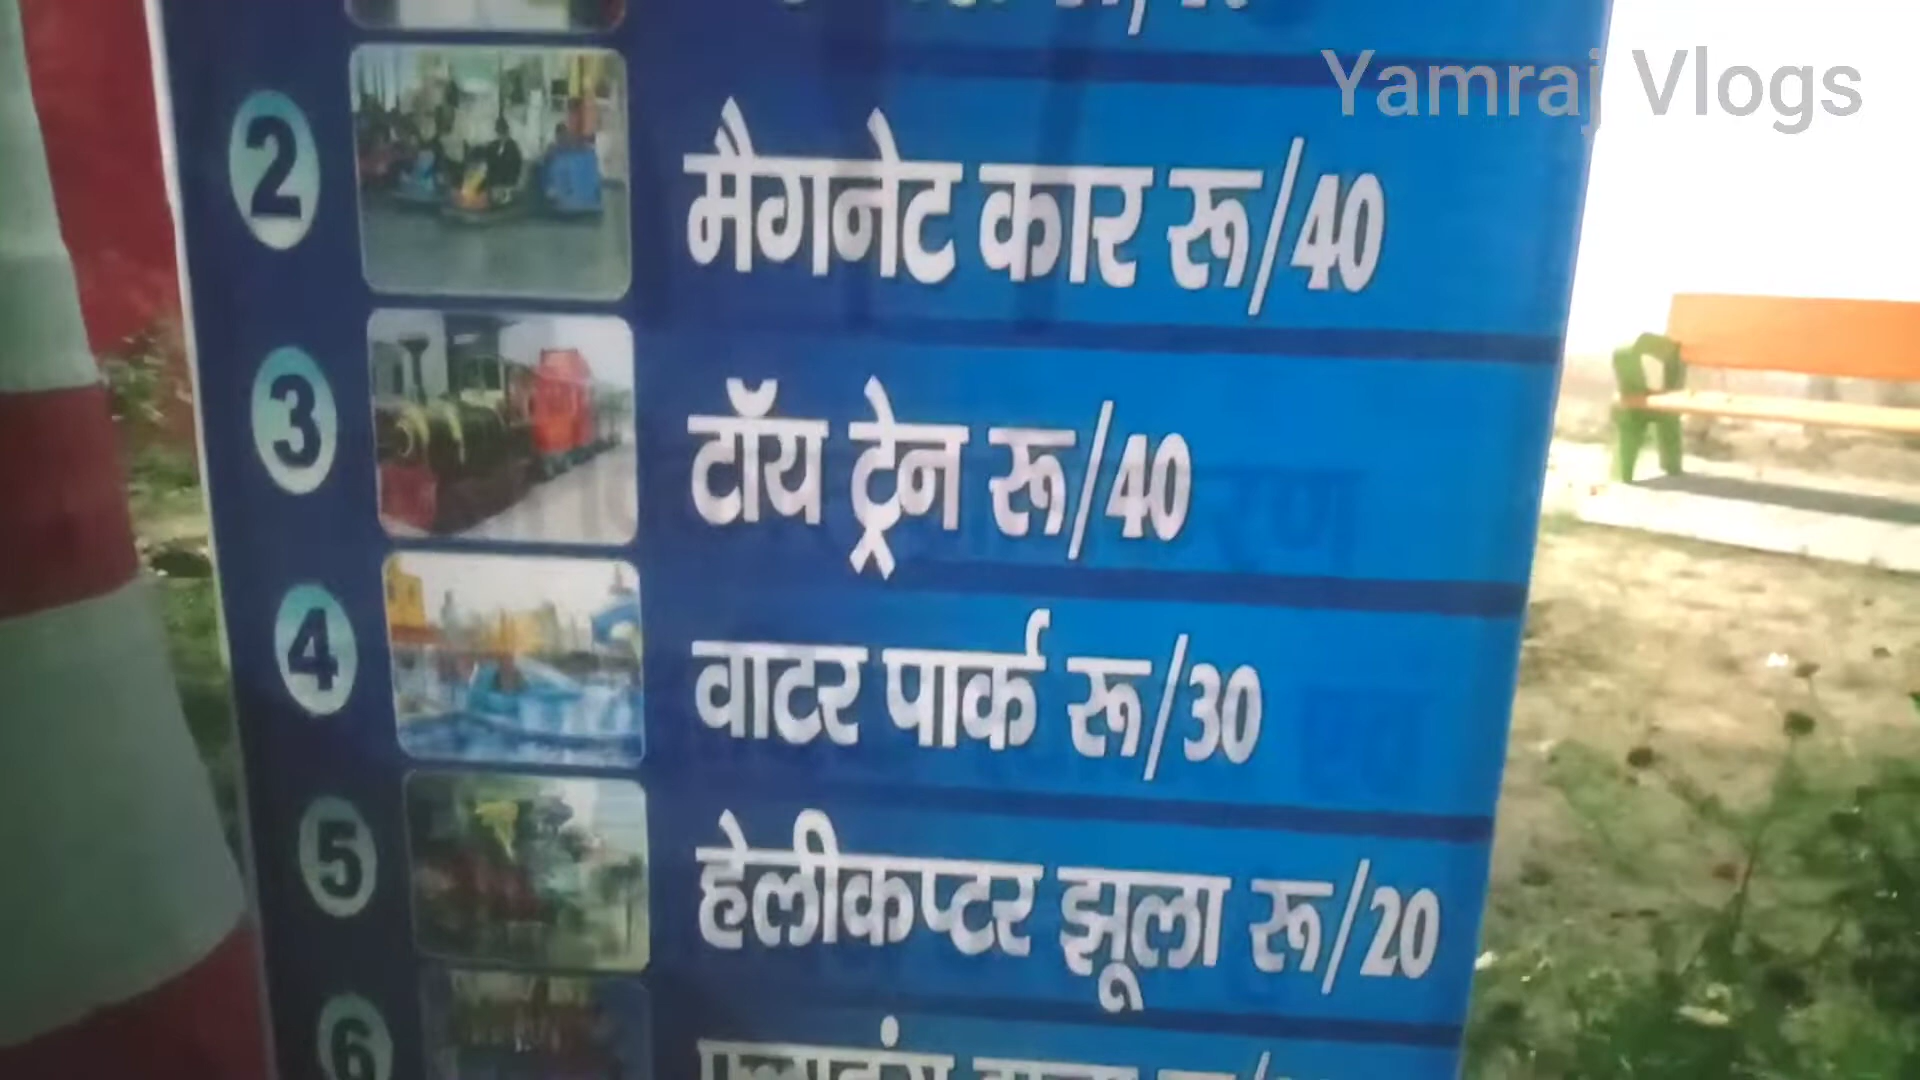 Yamraj Vlogs
2
मैगनेट कार रू/40
3
टॉय ट्रेन रू/40
4
वाटर पार्क रू/30
5
हेलीकप्टर झूला रू/20
6